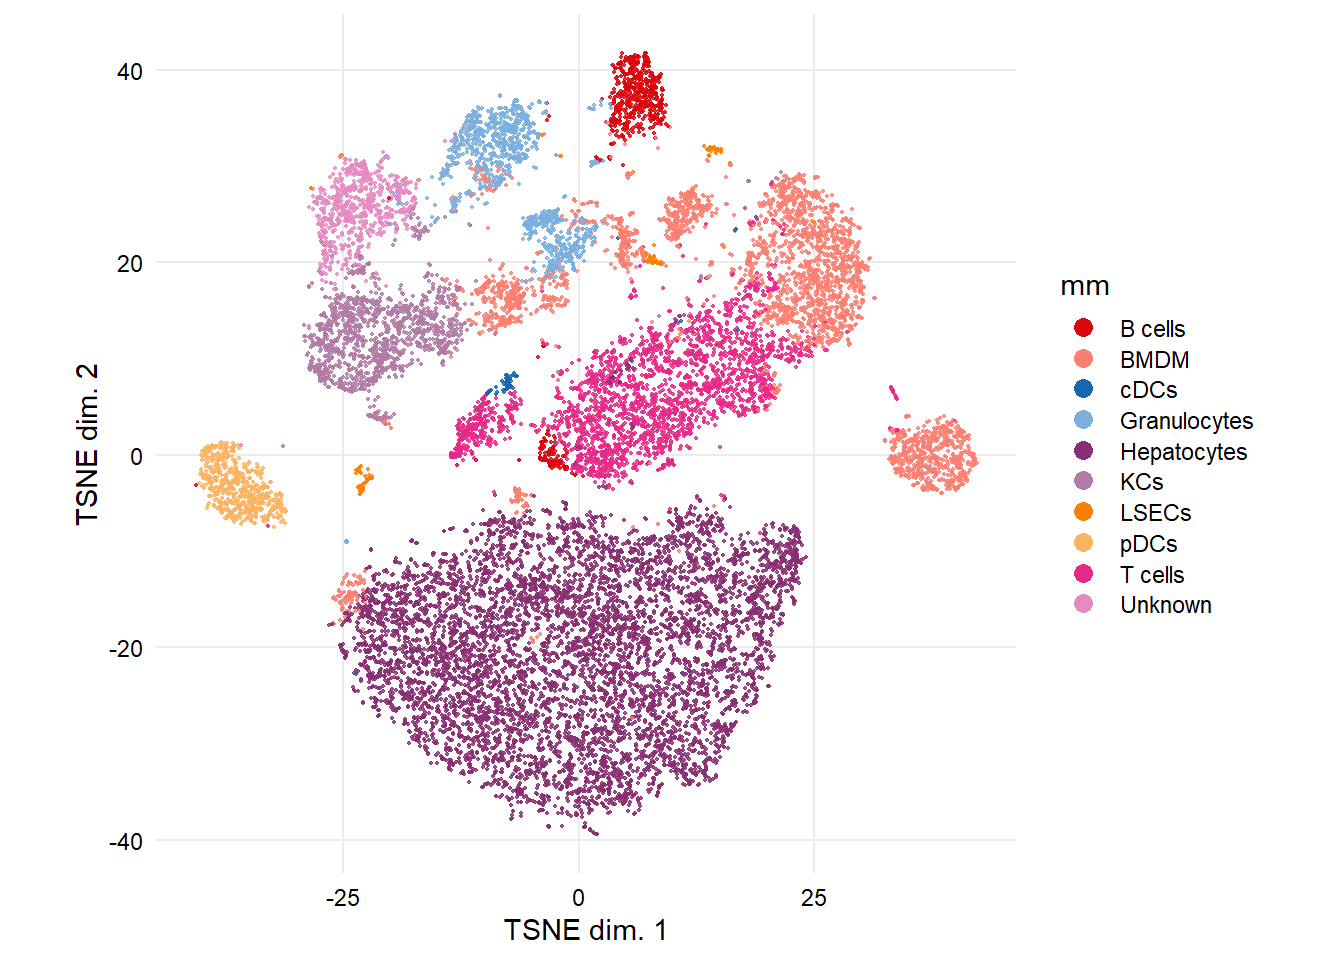 40
20
0
-20
-40
TSNE dim. 2
-25
0
25
TSNE dim. 1
mm
B cells
BMDM
cDCs
Granulocytes
Hepatocytes
KCs
LSECs
pDCs
T cells
Unknown